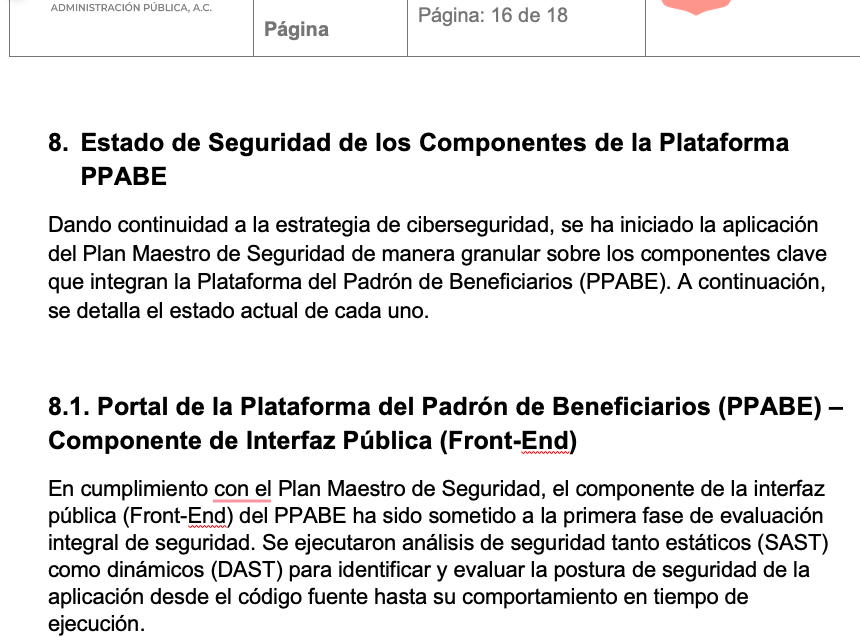 ADMINISTRACIÓN PÚBLICA, A.C.
Página
Página: 16 de 18
8. Estado de Seguridad de los Componentes de la Plataforma
PPABE
Dando continuidad a la estrategia de ciberseguridad, se ha iniciado la aplicación
del Plan Maestro de Seguridad de manera granular sobre los componentes clave
que integran la Plataforma del Padrón de Beneficiarios (PPABE). A continuación,
se detalla el estado actual de cada uno.
8.1. Portal de la Plataforma del Padrón de Beneficiarios (PPABE) –
Componente de Interfaz Pública (Front-End)
En cumplimiento con el Plan Maestro de Seguridad, el componente de la interfaz
pública (Front-End) del PPABE ha sido sometido a la primera fase de evaluación
integral de seguridad. Se ejecutaron análisis de seguridad tanto estáticos (SAST)
como dinámicos (DAST) para identificar y evaluar la postura de seguridad de la
aplicación desde el código fuente hasta su comportamiento en tiempo de
ejecución.